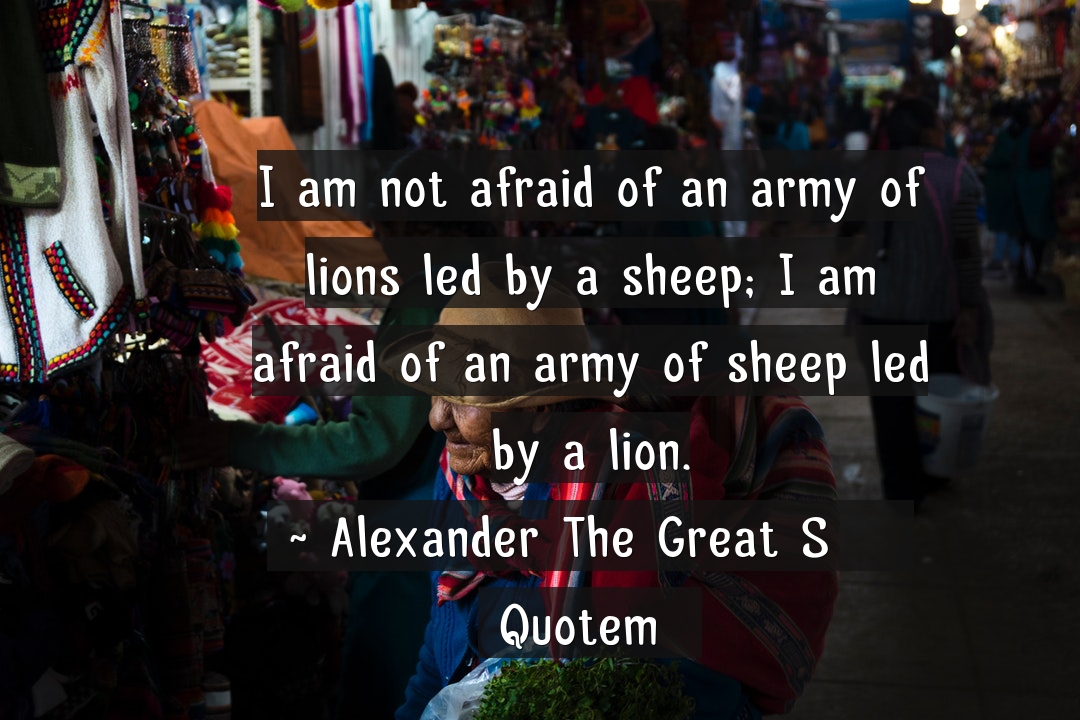 I am not afraid of an army of
lions led by a sheep; I am
afraid of an army of sheep led
by a lion.
~ Alexander The Great S
Quotem